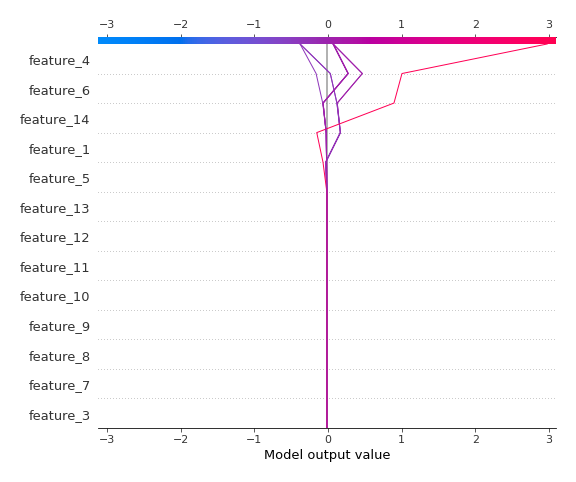 −3 −2 −1 0 1 2 3
feature_4
feature_6
feature_14
feature_1
feature_5
feature_13
feature_12
feature_11
feature_10
feature_9
feature_8
feature_7
feature_3
−3 −2 −1 0 1 2 3
Model output value